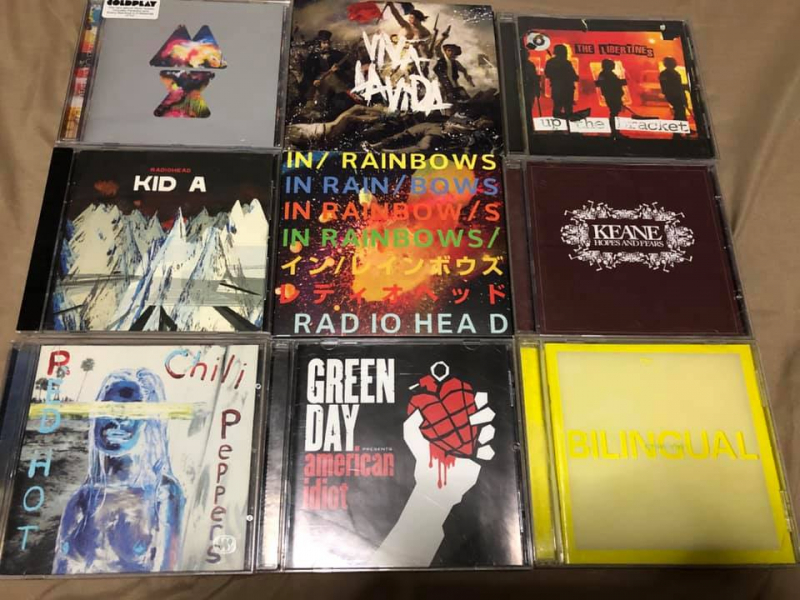 COLDPLAY
VIVA
LA VIDA
THE LIBERTINES
up the bracket
RADIOHEAD
KID A
IN/ RAINBOWS
IN RAIN/BOWS
IN RAINBOW/S
IN RAINBOWS/
イン/レインボウズ
レディオヘッド
RAD IO HEA D
KEANE
HOPES AND FEARS
RED HOT
Chili
Peppers
GREEN
DAY
PRESENTS
american
idiot
BILINGUAL